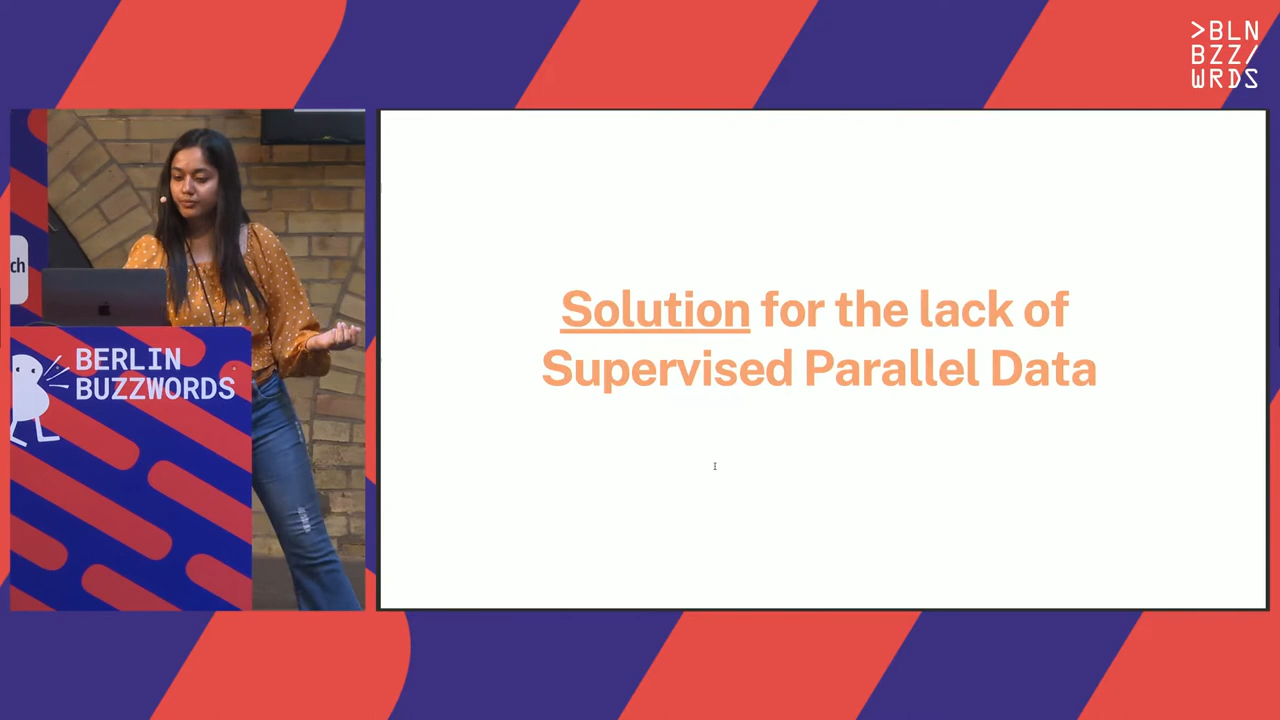 >BLN
BZZ/
WRDS
ch
BERLIN
BUZZWORDS
Solution for the lack of
Supervised Parallel Data